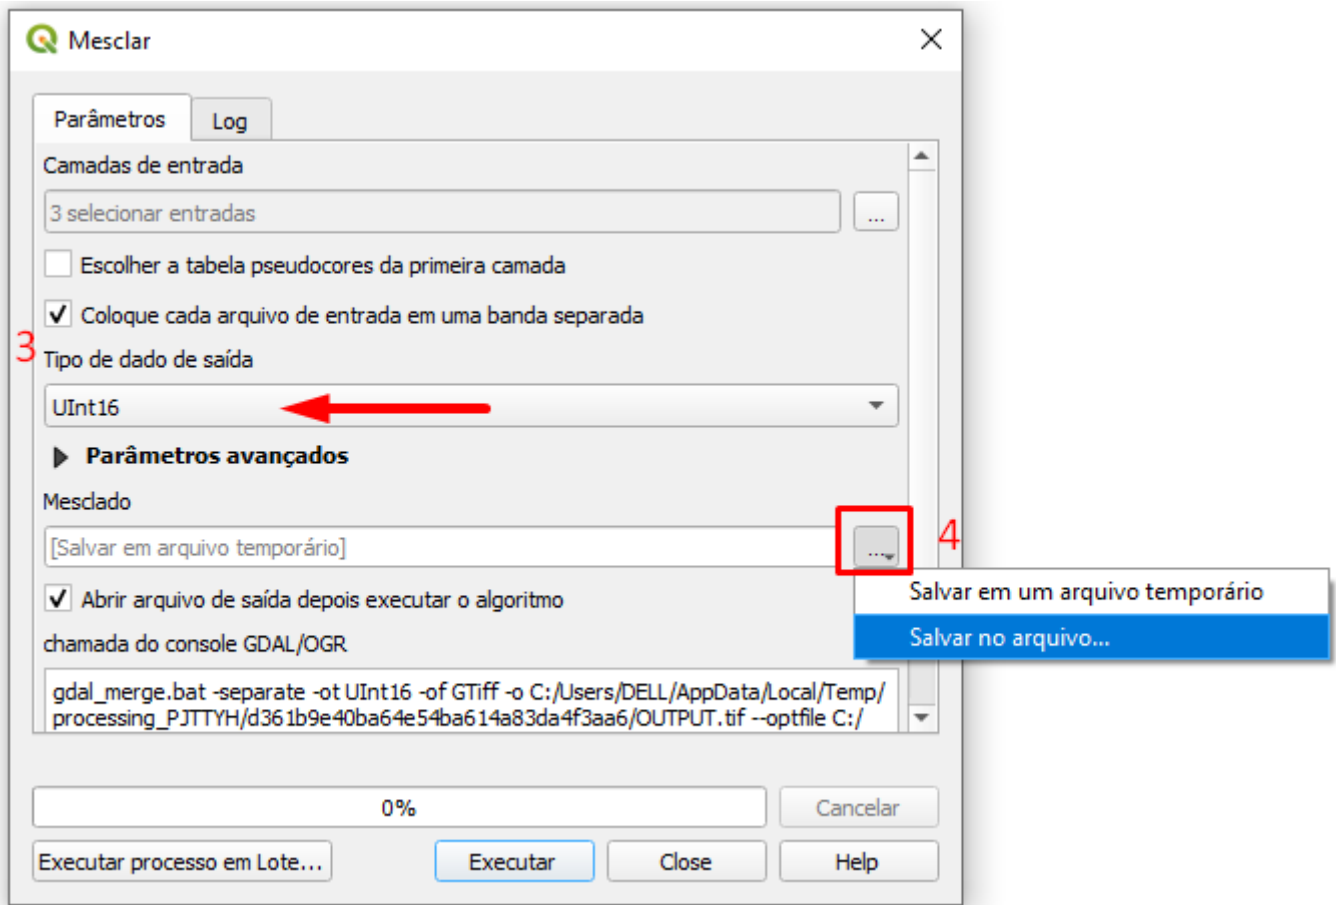 Mesclar
Parâmetros
Log
Camadas de entrada
3 selecionar entradas
...
Escolher a tabela pseudocores da primeira camada
Coloque cada arquivo de entrada em uma banda separada
3
Tipo de dado de saída
UInt16
Parâmetros avançados
Mesclado
[Salvar em arquivo temporário]
...
4
Salvar em um arquivo temporário
Salvar no arquivo...
Abrir arquivo de saída depois executar o algoritmo
chamada do console GDAL/OGR
gdal_merge.bat -separate -ot UInt16 -of GTiff -o C:/Users/DELL/AppData/Local/Temp/
processing_PJTTYH/d361b9e40ba64e54ba614a83da4f3aa6/OUTPUT.tif --optfile C:/
0%
Cancelar
Executar processo em Lote...
Executar
Close
Help